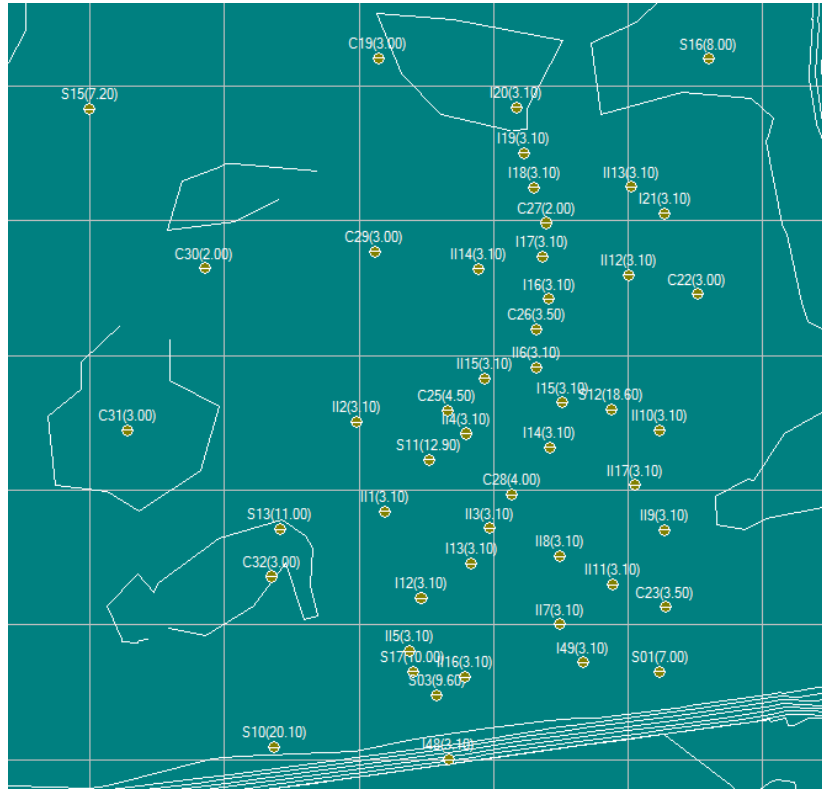 C19(3.00)
S16(8.00)
S15(7.20)
I20(3.10)
I19(3.10)
I18(3.10)
II13(3.10)
I21(3.10)
C27(2.00)
C29(3.00)
I17(3.10)
C30(2.00)
II14(3.10)
II12(3.10)
C22(3.00)
I16(3.10)
C26(3.50)
II6(3.10)
II15(3.10)
I15(3.10)
S12(18.60)
C25(4.50)
C31(3.00)
II2(3.10)
II4(3.10)
II10(3.10)
S11(12.90)
I14(3.10)
II17(3.10)
C28(4.00)
II1(3.10)
S13(11.00)
II3(3.10)
II9(3.10)
II8(3.10)
I13(3.10)
C32(3.00)
II11(3.10)
I12(3.10)
C23(3.50)
II7(3.10)
II5(3.10)
I49(3.10)
S17(10.00)
II16(3.10)
S01(7.00)
S03(9.60)
S10(20.10)
I48(3.10)